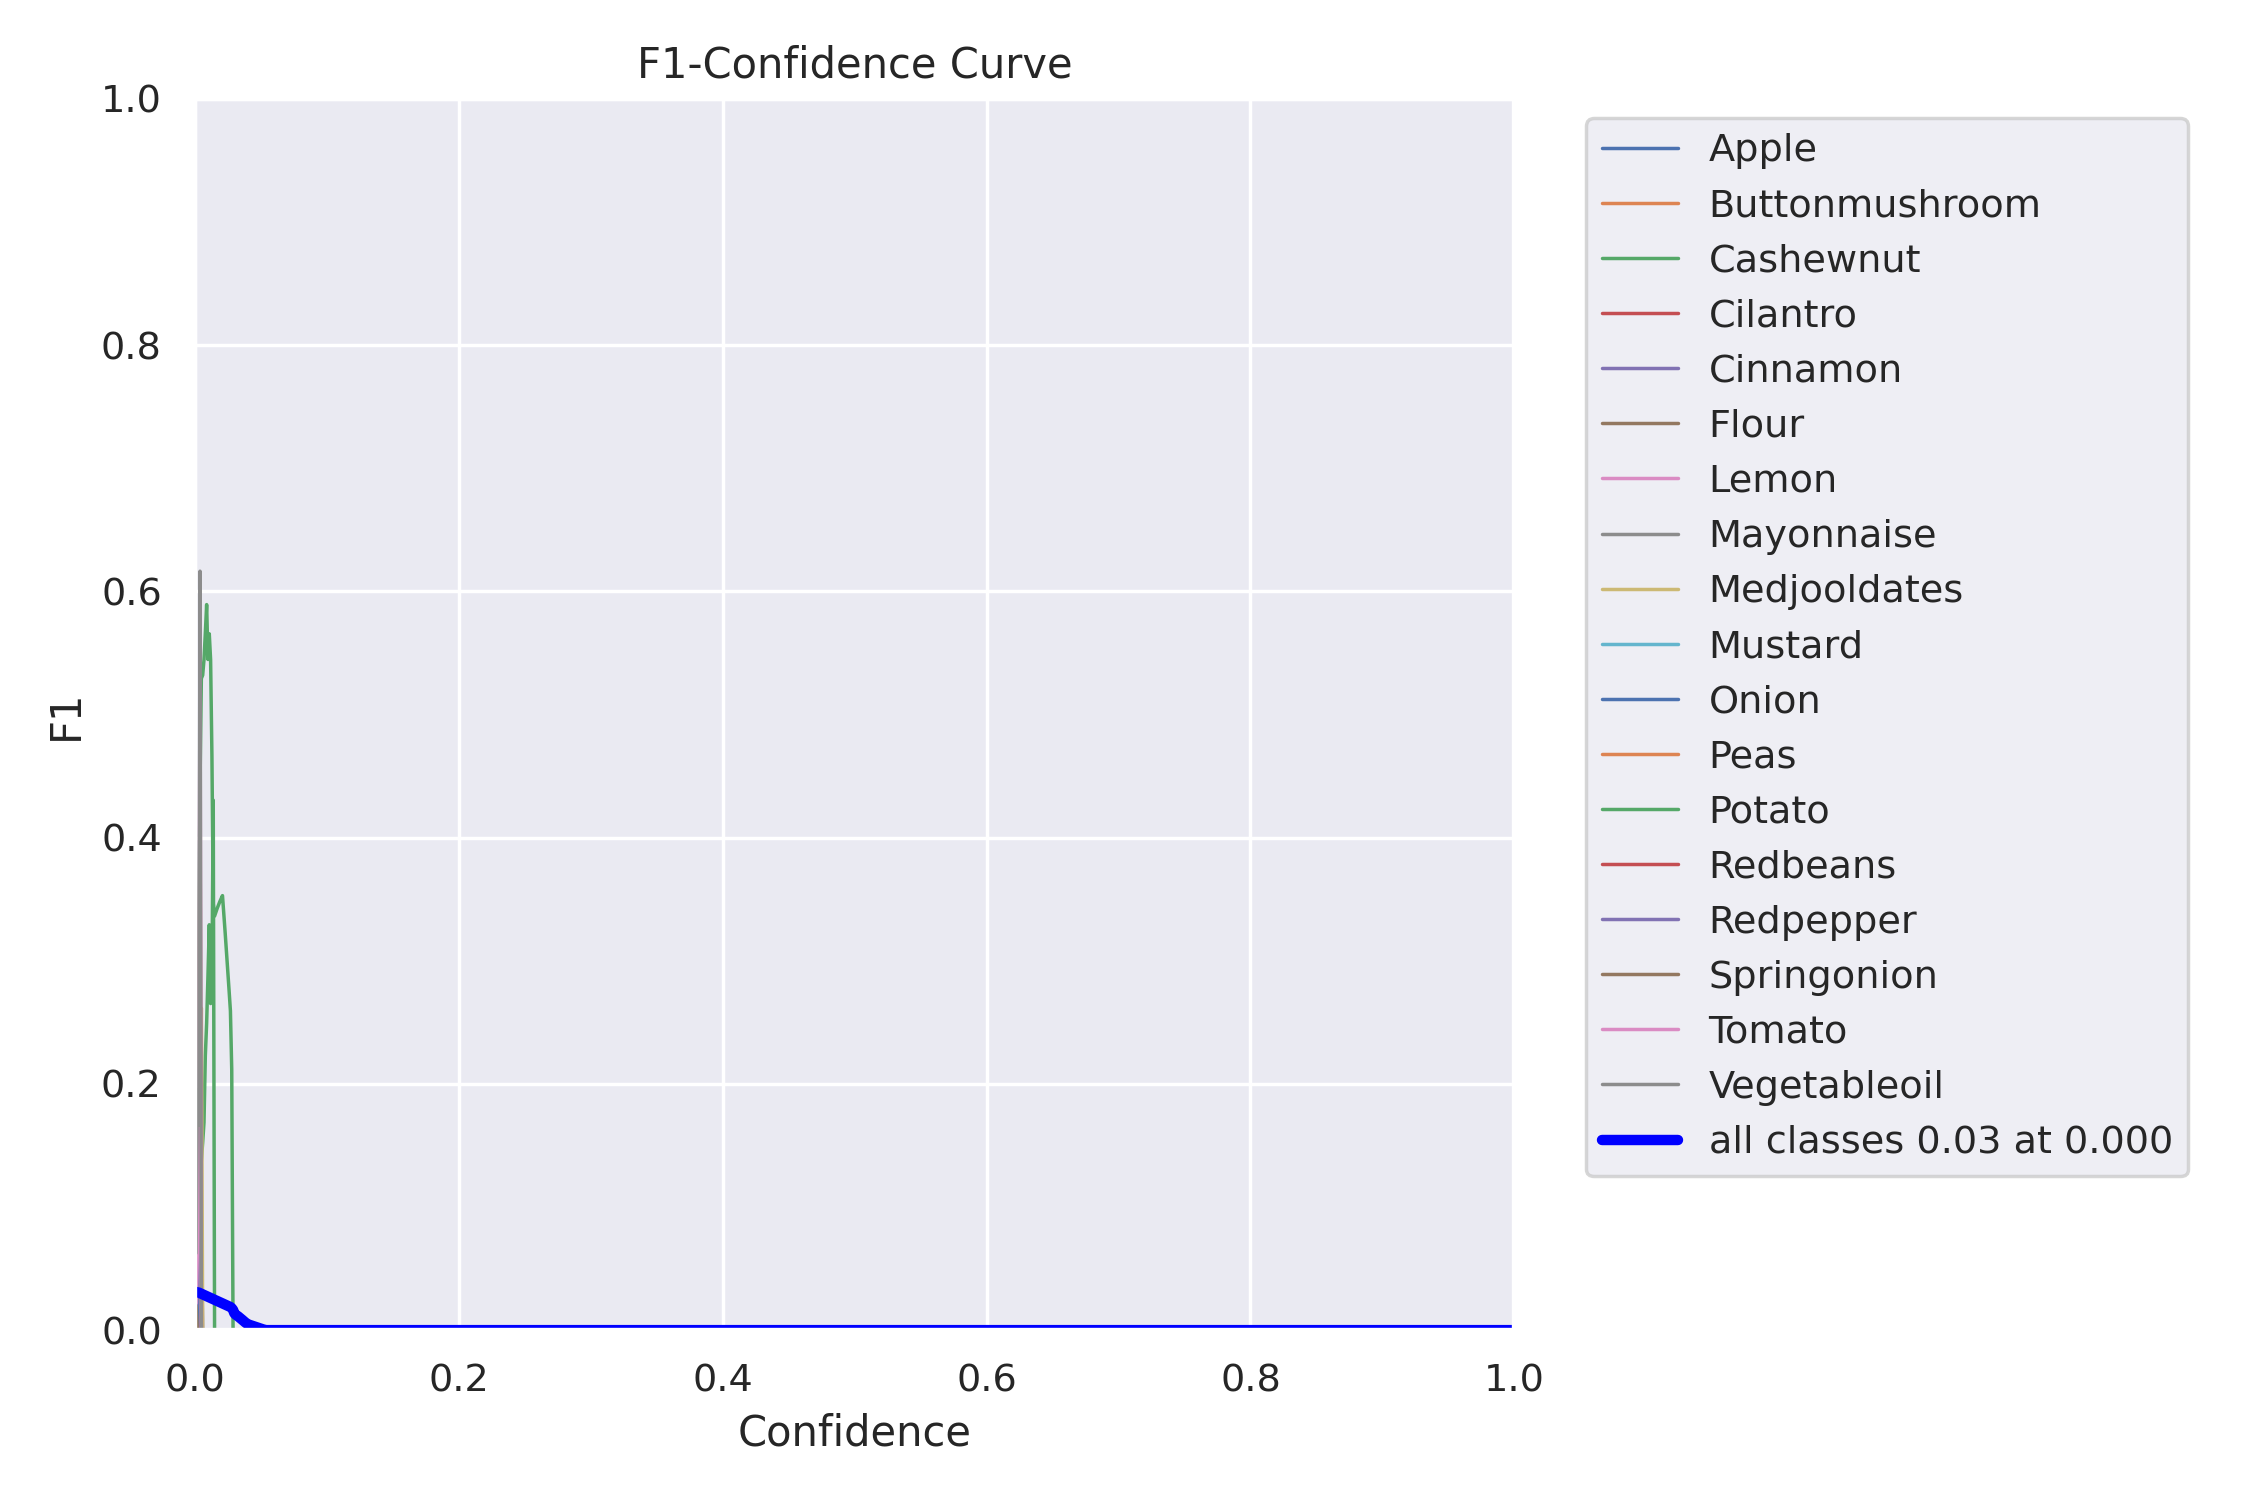 F1-Confidence Curve
1.0
0.8
0.6
0.4
0.2
0.0
F1
0.0 0.2 0.4 0.6 0.8 1.0
Confidence
Apple
Buttonmushroom
Cashewnut
Cilantro
Cinnamon
Flour
Lemon
Mayonnaise
Medjooldates
Mustard
Onion
Peas
Potato
Redbeans
Redpepper
Springonion
Tomato
Vegetableoil
all classes 0.03 at 0.000